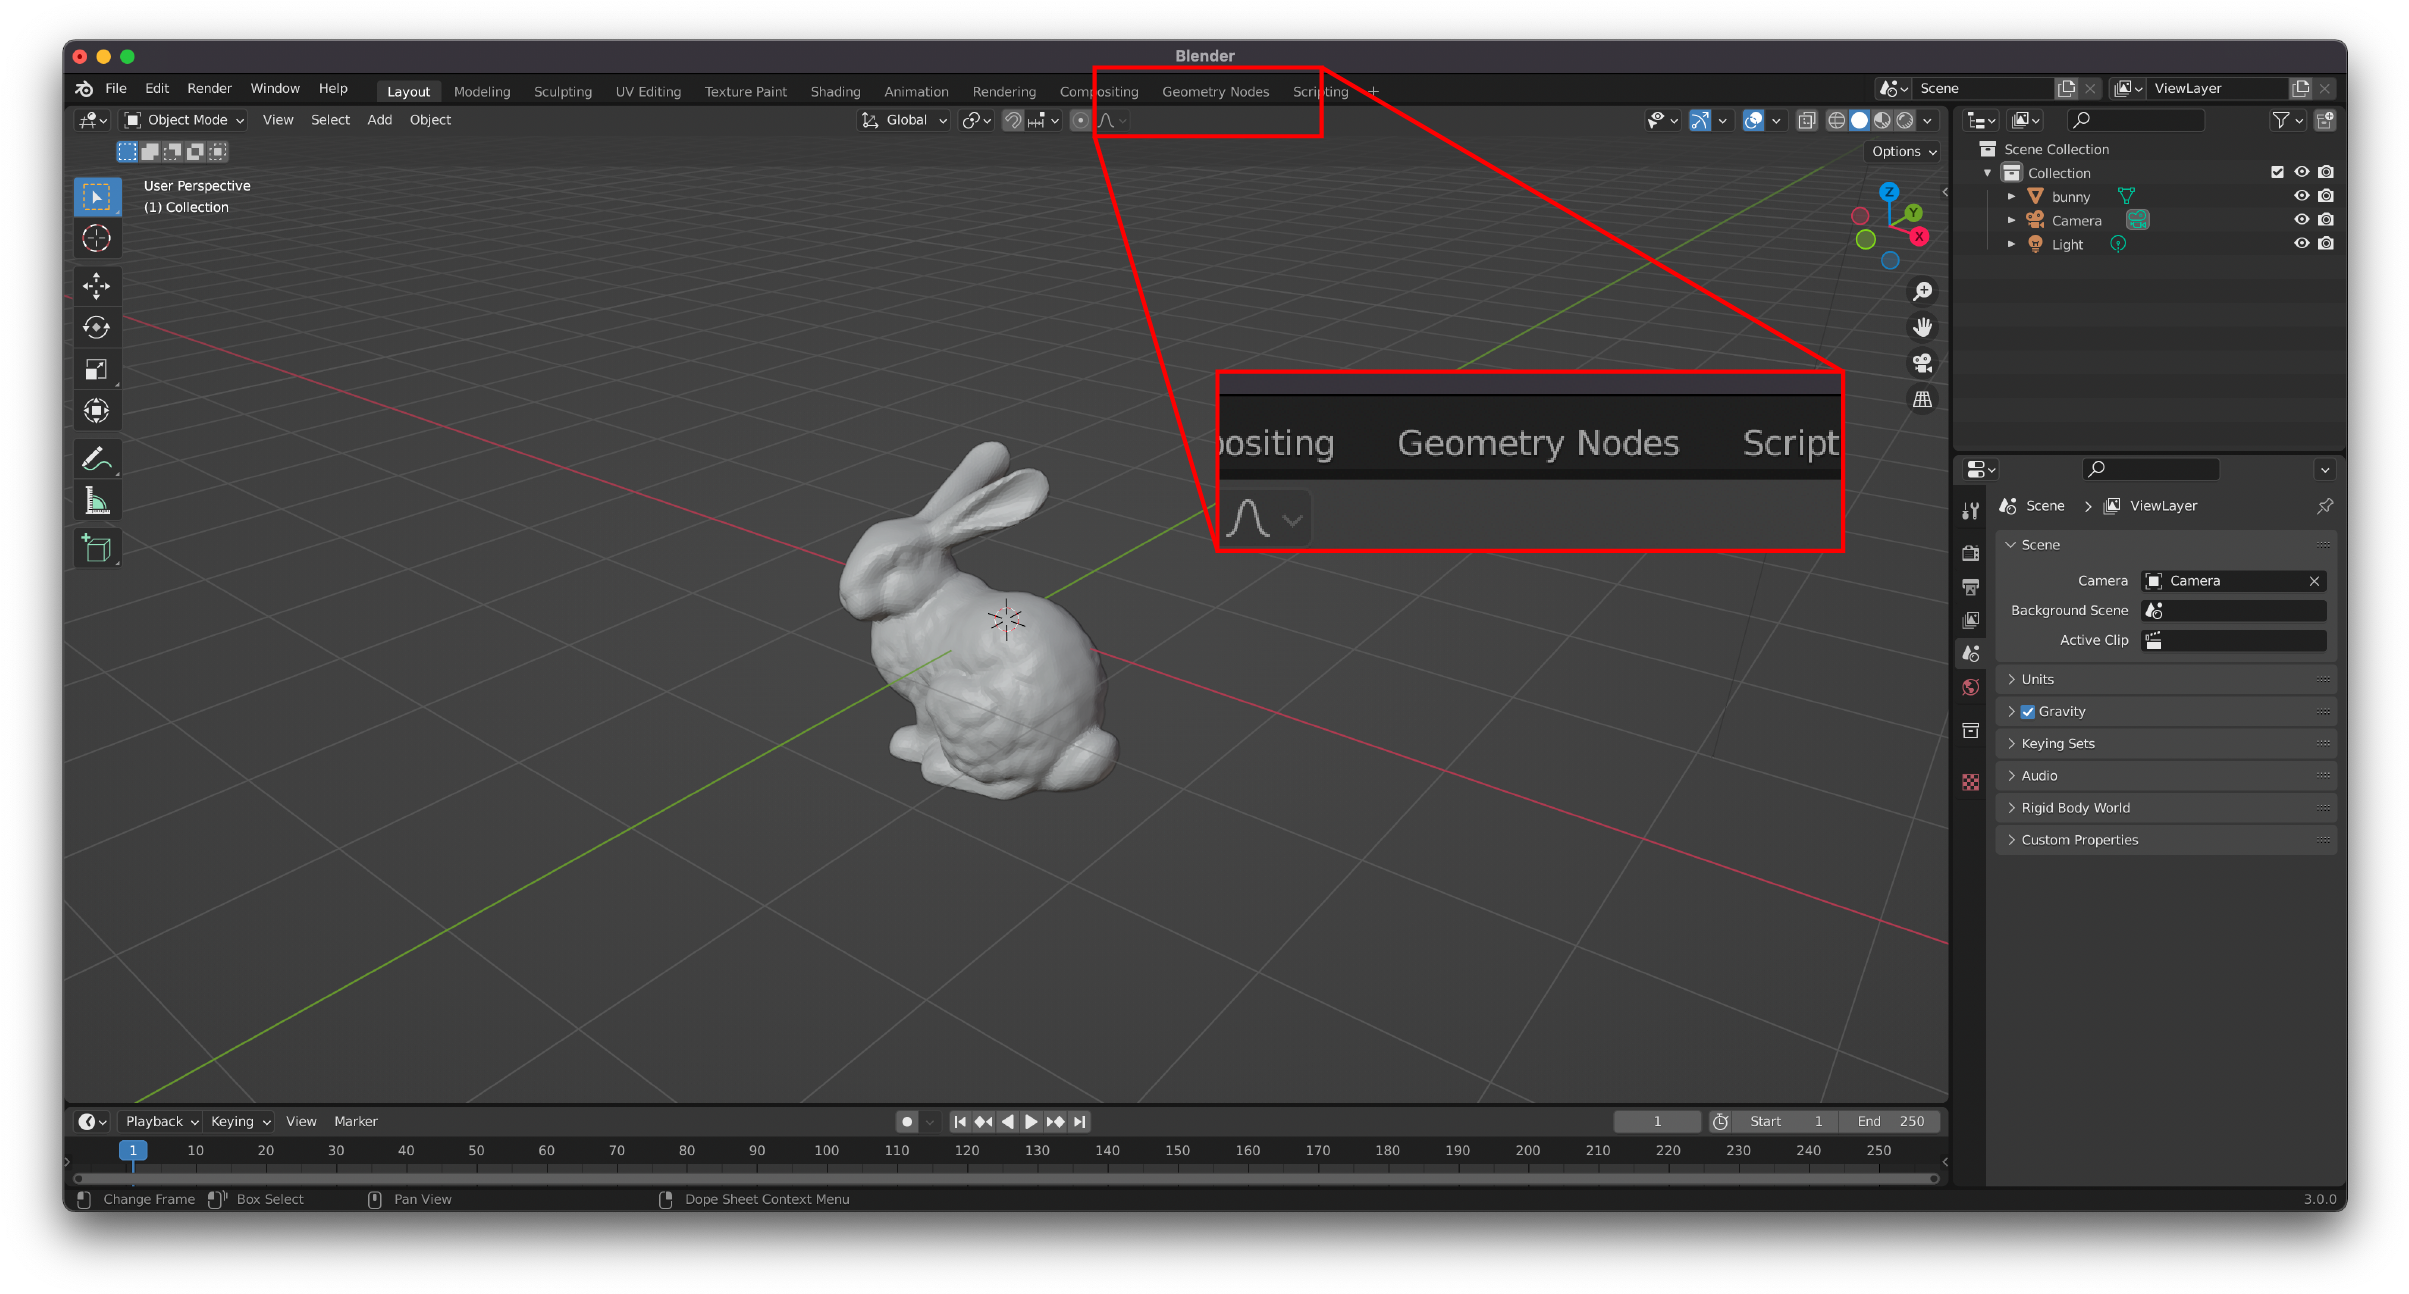 Blender
File Edit Render Window Help Layout Modeling Sculpting UV Editing Texture Paint Shading Animation Rendering Compositing Geometry Nodes Scripting + Scene ViewLayer
Object Mode View Select Add Object Global
Options
User Perspective
(1) Collection
Z
Y
X
positing Geometry Nodes Script
Scene Collection
Collection
bunny
Camera
Light
Scene > ViewLayer
Scene
Camera Camera
Background Scene
Active Clip
Units
Gravity
Keying Sets
Audio
Rigid Body World
Custom Properties
Playback Keying View Marker 1 Start 1 End 250
1 10 20 30 40 50 60 70 80 90 100 110 120 130 140 150 160 170 180 190 200 210 220 230 240 250
Change Frame Box Select Pan View Dope Sheet Context Menu 3.0.0